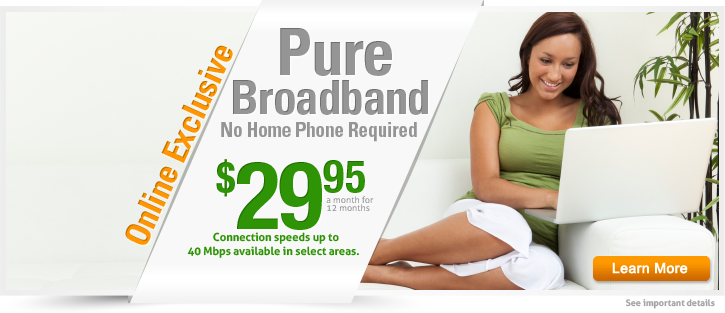 Online Exclusive
Pure
Broadband
No Home Phone Required
$29.95
a month for
12 months
Connection speeds up to
40 Mbps available in select areas.
Learn More
See important details